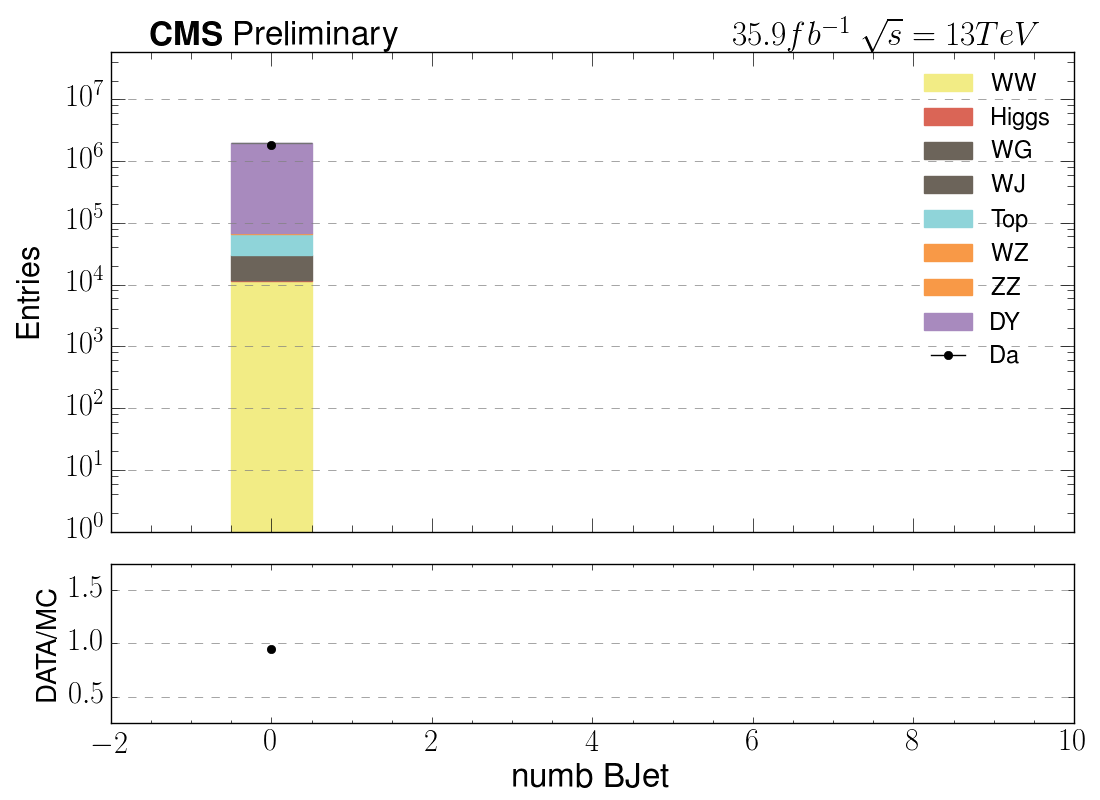 CMS Preliminary
35.9fb⁻¹ √s = 13TeV
Entries
10⁷
10⁶
10⁵
10⁴
10³
10²
10¹
10⁰
WW
Higgs
WG
WJ
Top
WZ
ZZ
DY
Da
DATA/MC
1.5
1.0
0.5
−2 0 2 4 6 8 10
numb BJet